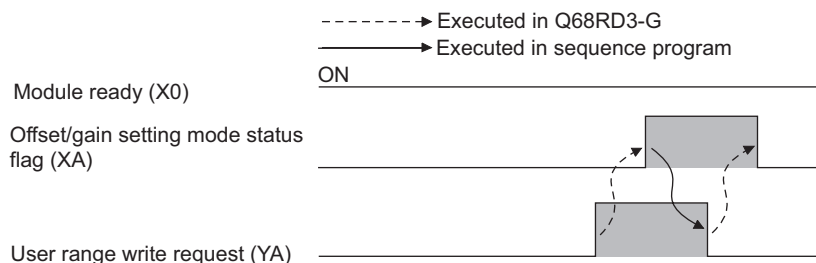 Executed in Q68RD3-G
Executed in sequence program
ON
Module ready (X0)
Offset/gain setting mode status
flag (XA)
User range write request (YA)